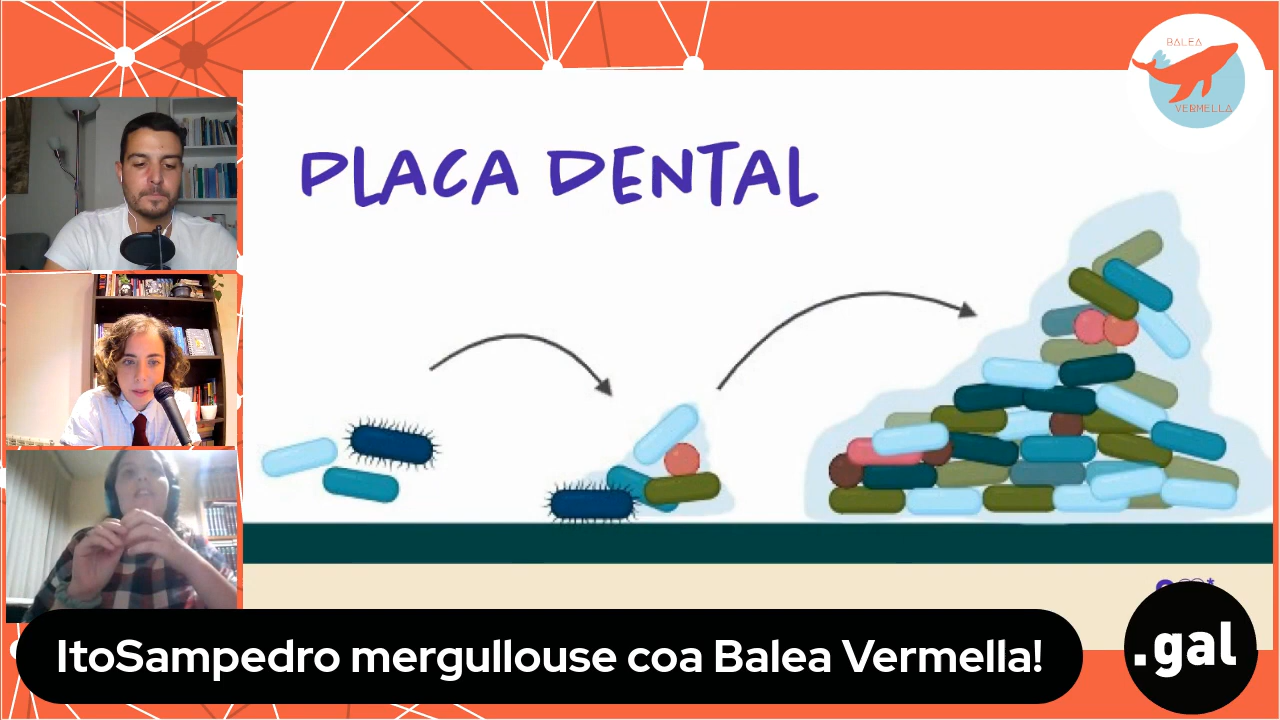 BALEA
VERMELLA
PLACA DENTAL
ItoSampedro mergullouse coa Balea Vermella!
.gal